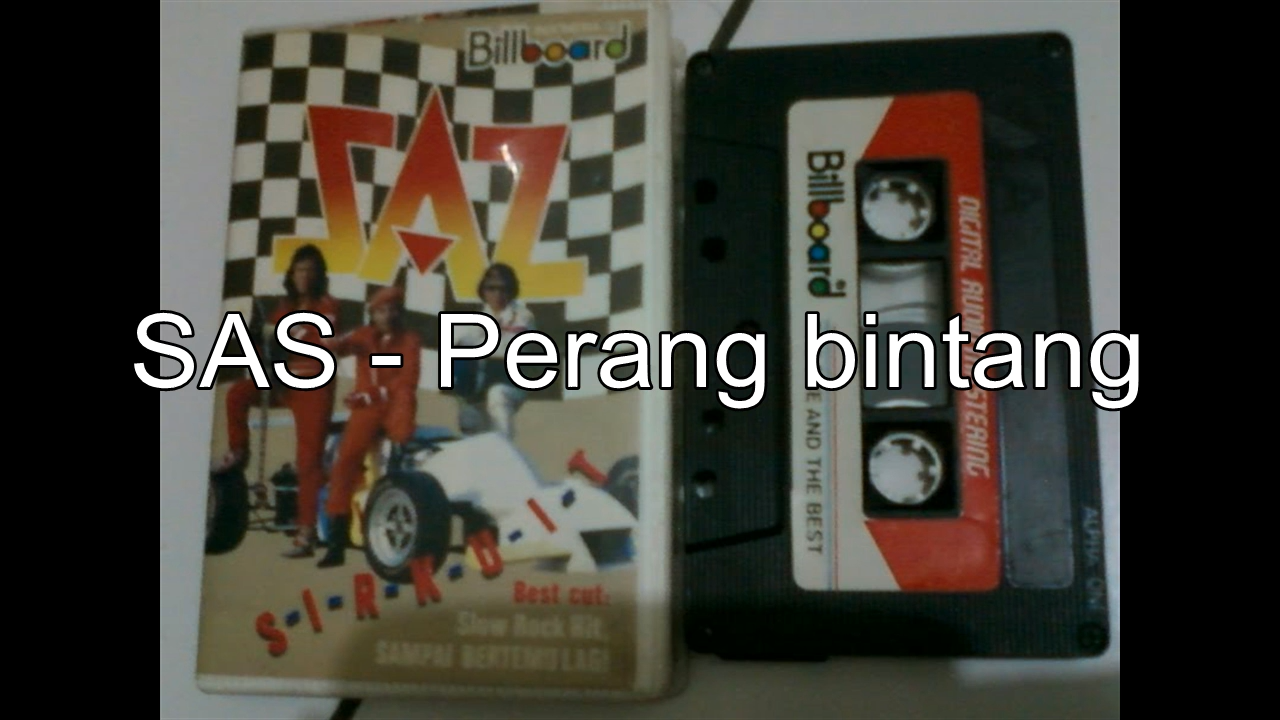 Billboard
SAZ
SAS - Perang bintang
S-I-R-K-U-I-T
Best cut:
Slow Rock Hit,
SAMPAI BERTEMU LAGI
Billboard
AND THE BEST
DIGITAL AUDIO MASTERING